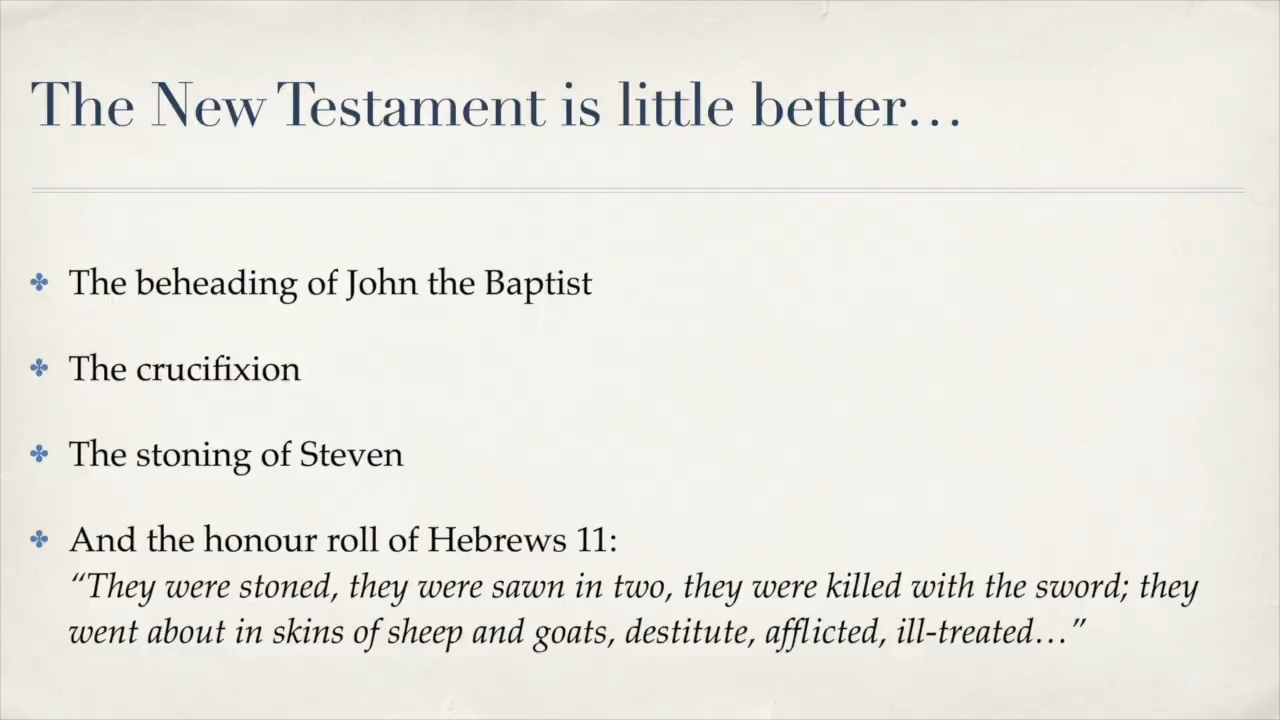 The New Testament is little better…
The beheading of John the Baptist
The crucifixion
The stoning of Steven
And the honour roll of Hebrews 11:
“They were stoned, they were sawn in two, they were killed with the sword; they
went about in skins of sheep and goats, destitute, afflicted, ill-treated…”